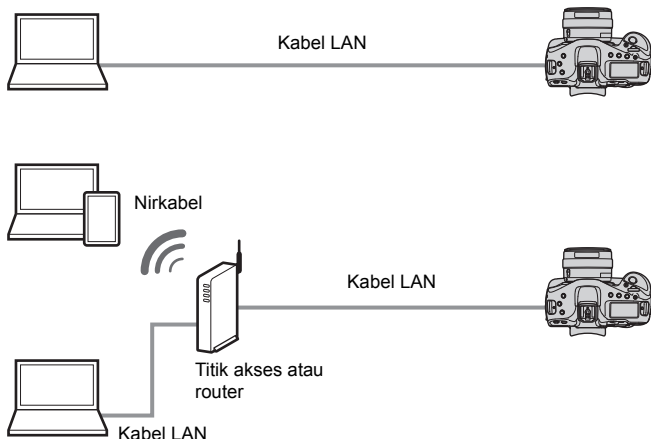 Kabel LAN
Nirkabel
Kabel LAN
Titik akses atau
router
Kabel LAN